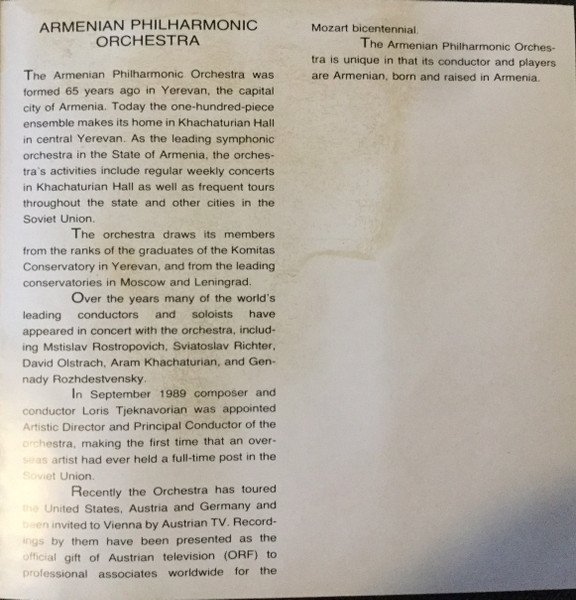 ARMENIAN PHILHARMONIC
ORCHESTRA
The Armenian Philharmonic Orchestra was
formed 65 years ago in Yerevan, the capital
city of Armenia. Today the one-hundred-piece
ensemble makes its home in Khachaturian Hall
in central Yerevan. As the leading symphonic
orchestra in the State of Armenia, the orches-
tra's activities include regular weekly concerts
in Khachaturian Hall as well as frequent tours
throughout the state and other cities in the
Soviet Union.
The orchestra draws its members
from the ranks of the graduates of the Komitas
Conservatory in Yerevan, and from the leading
conservatories in Moscow and Leningrad.
Over the years many of the world's
leading conductors and soloists have
appeared in concert with the orchestra, includ-
ing Mstislav Rostropovich, Sviatoslav Richter,
David Olstrach, Aram Khachaturian, and Gen-
nady Rozhdestvensky.
In September 1989 composer and
conductor Loris Tjeknavorian was appointed
Artistic Director and Principal Conductor of the
orchestra, making the first time that an over-
seas artist had ever held a full-time post in the
Soviet Union.
Recently the Orchestra has toured
the United States, Austria and Germany and
been invited to Vienna by Austrian TV. Record-
ings by them have been presented as the
official gift of Austrian television (ORF) to
professional associates worldwide for the
Mozart bicentennial.
The Armenian Philharmonic Orches-
tra is unique in that its conductor and players
are Armenian, born and raised in Armenia.